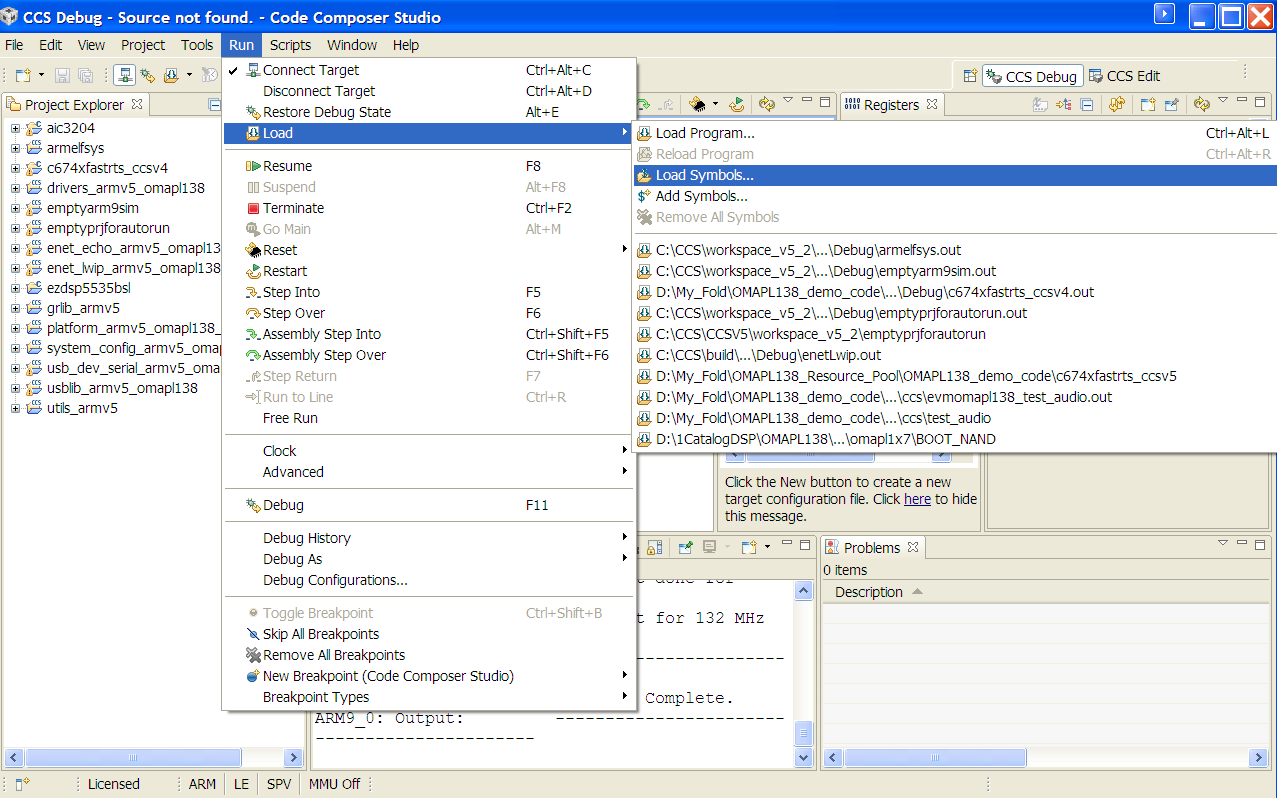 CCS Debug - Source not found. - Code Composer Studio
File Edit View Project Tools Run Scripts Window Help
CCS Debug CCS Edit
Project Explorer
aic3204
armelfsys
c674xfastrts_ccsv4
drivers_armv5_omapl138
emptyarm9sim
emptyprjforautorun
enet_echo_armv5_omapl13
enet_lwip_armv5_omapl138
ezdsp5535bsl
grlib_armv5
platform_armv5_omapl138_
system_config_armv5_omap
usb_dev_serial_armv5_oma
usblib_armv5_omapl138
utils_armv5
Connect Target Ctrl+Alt+C
Disconnect Target Ctrl+Alt+D
Restore Debug State Alt+E
Load
Resume F8
Suspend Alt+F8
Terminate Ctrl+F2
Go Main Alt+M
Reset
Restart
Step Into F5
Step Over F6
Assembly Step Into Ctrl+Shift+F5
Assembly Step Over Ctrl+Shift+F6
Step Return F7
Run to Line Ctrl+R
Free Run
Clock
Advanced
Debug F11
Debug History
Debug As
Debug Configurations...
Toggle Breakpoint Ctrl+Shift+B
Skip All Breakpoints
Remove All Breakpoints
New Breakpoint (Code Composer Studio)
Breakpoint Types
Registers
Load Program... Ctrl+Alt+L
Reload Program Ctrl+Alt+R
Load Symbols...
Add Symbols...
Remove All Symbols
C:\CCS\workspace_v5_2\...\Debug\armelfsys.out
C:\CCS\workspace_v5_2\...\Debug\emptyarm9sim.out
D:\My_Fold\OMAPL138_demo_code\...\Debug\c674xfastrts_ccsv4.out
C:\CCS\workspace_v5_2\...\Debug\emptyprjforautorun.out
C:\CCS\CCSV5\workspace_v5_2\emptyprjforautorun
C:\CCS\build\...\Debug\enetLwip.out
D:\My_Fold\OMAPL138_Resource_Pool\OMAPL138_demo_code\c674xfastrts_ccsv5
D:\My_Fold\OMAPL138_demo_code\...\ccs\evmomapl138_test_audio.out
D:\My_Fold\OMAPL138_demo_code\...\ccs\test_audio
D:\1CatalogDSP\OMAPL138\...\omapl1x7\BOOT_NAND
Click the New button to create a new
target configuration file. Click here to hide
this message.
done for
t for 132 MHz
---------------
Complete.
ARM9_0: Output: -----------------------
----------------------
Problems
0 items
Description
Licensed ARM LE SPV MMU Off